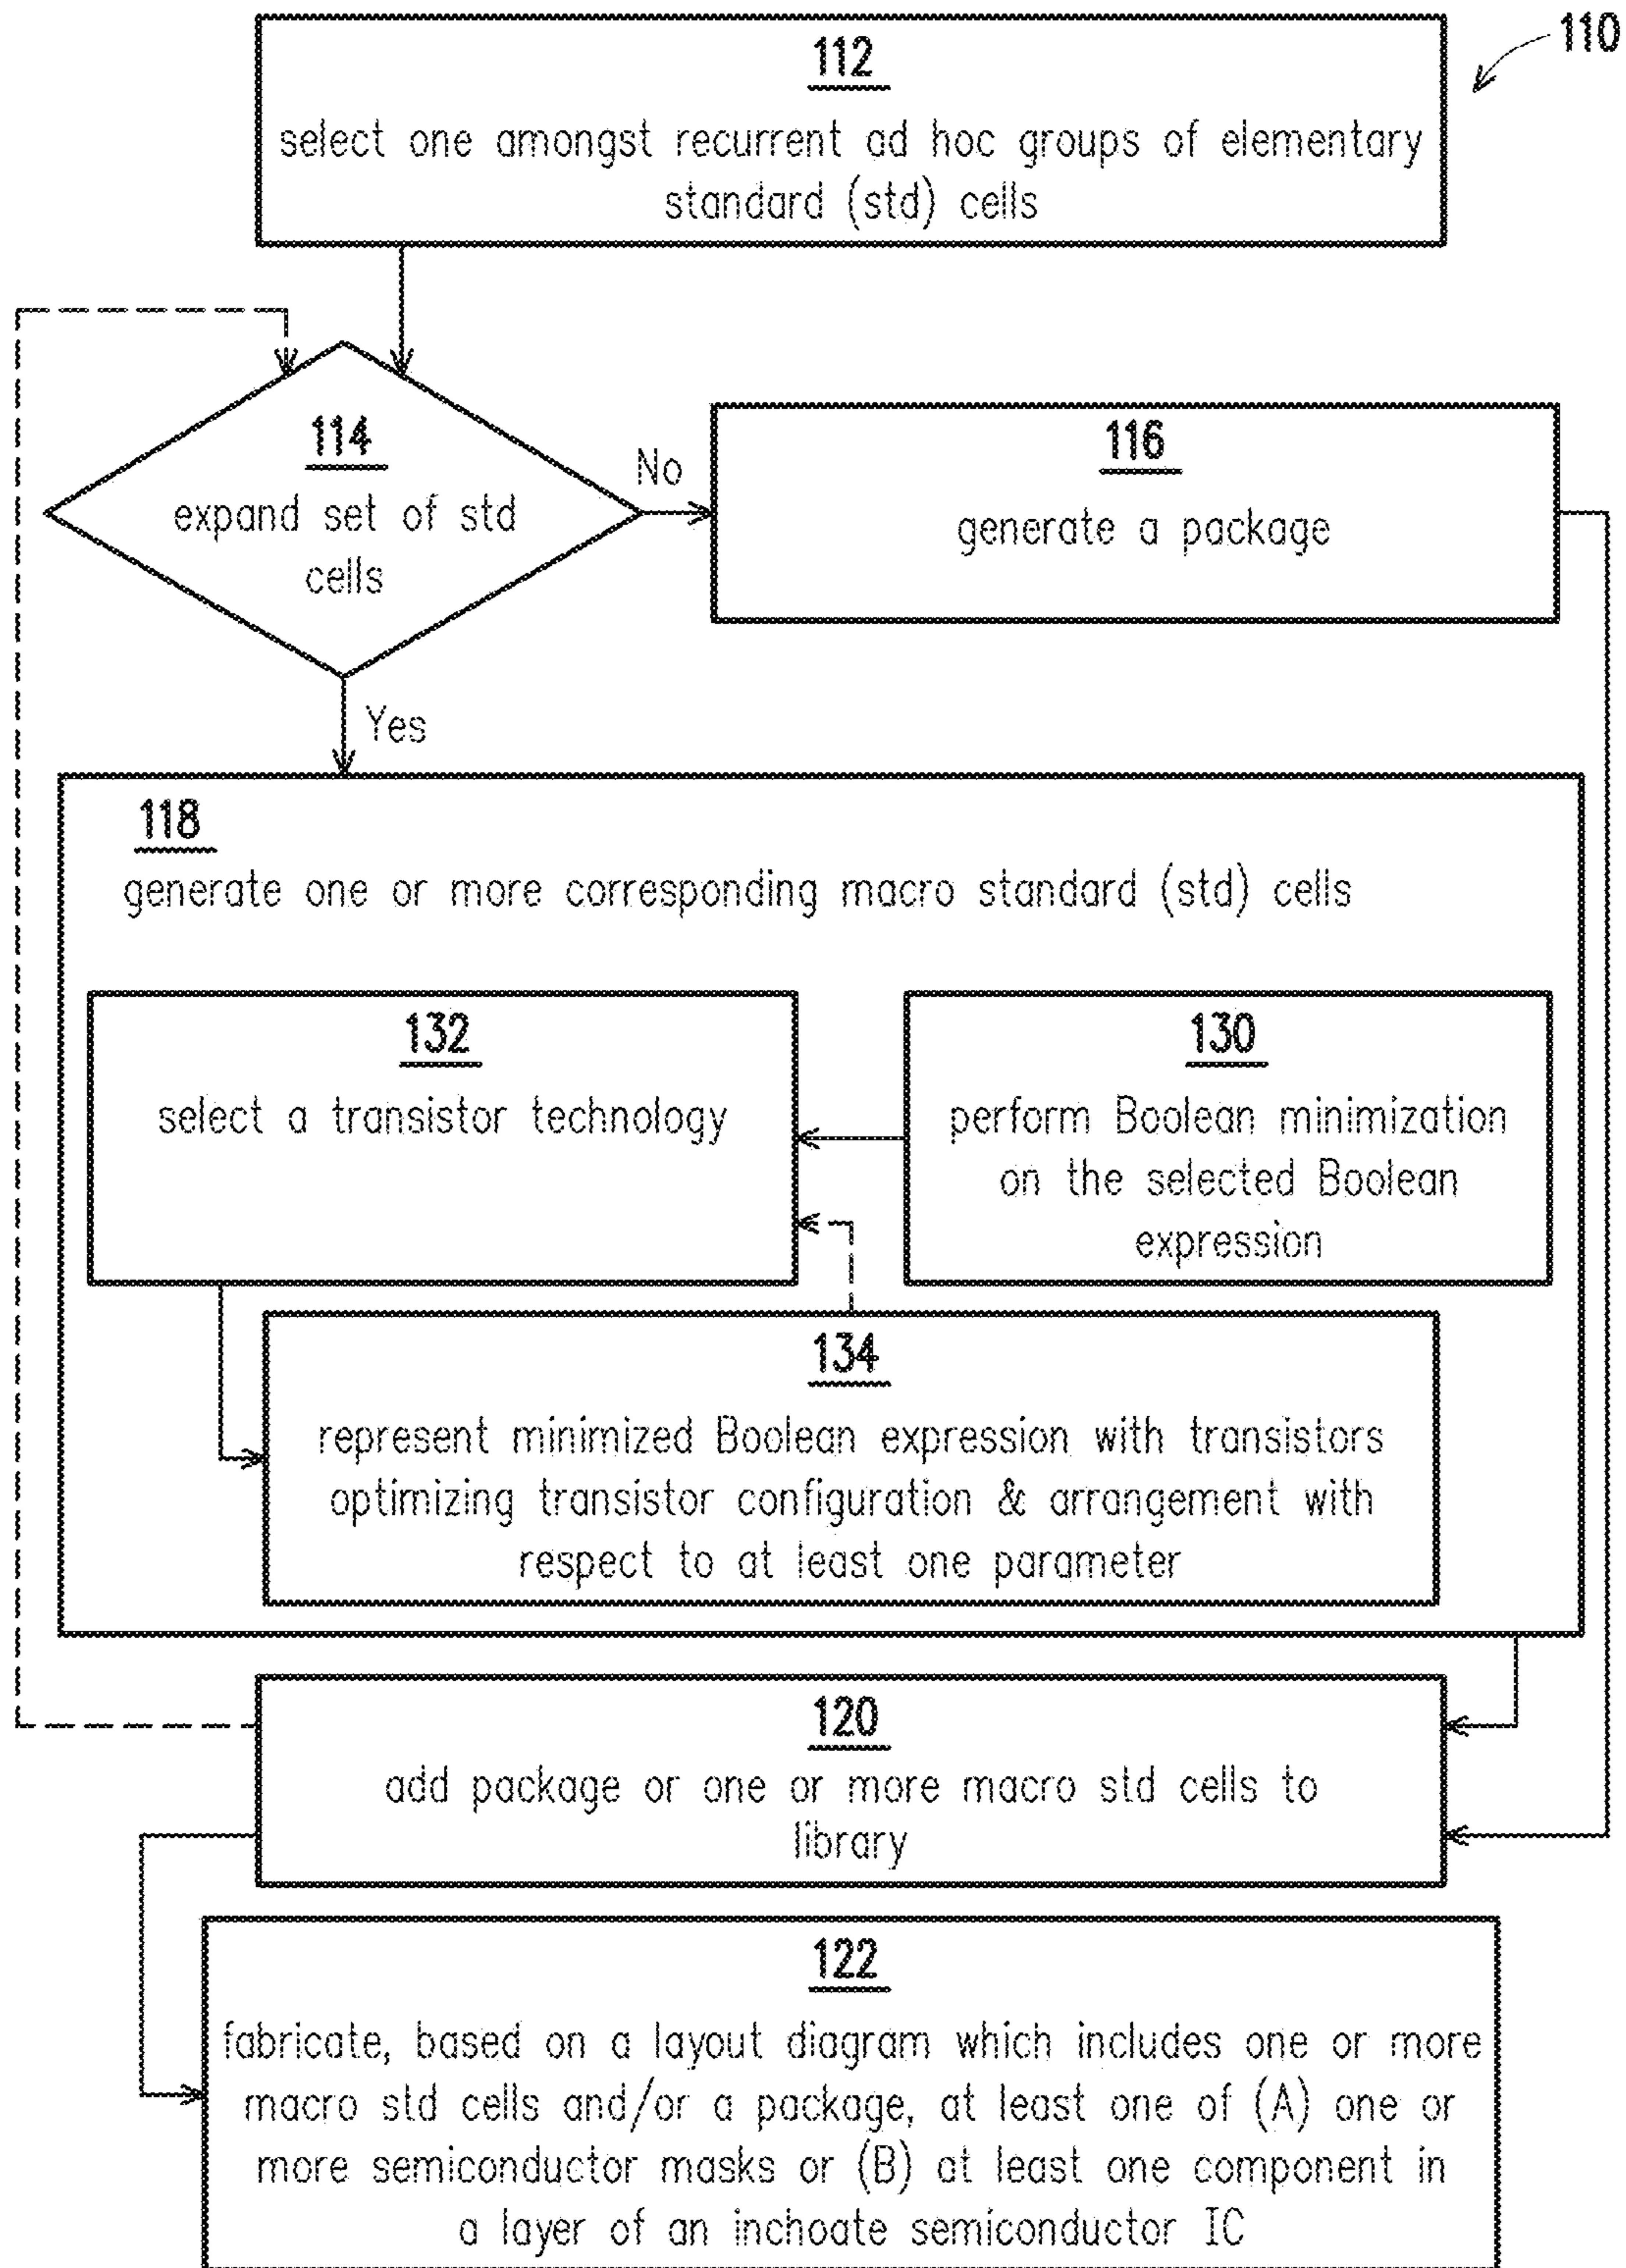 110
112
select one amongst recurrent ad hoc groups of elementary
standard (std) cells
114
expand set of std
cells
No
116
generate a package
Yes
118
generate one or more corresponding macro standard (std) cells
132
select a transistor technology
130
perform Boolean minimization
on the selected Boolean
expression
134
represent minimized Boolean expression with transistors
optimizing transistor configuration & arrangement with
respect to at least one parameter
120
add package or one or more macro std cells to
library
122
fabricate, based on a layout diagram which includes one or more
macro std cells and/or a package, at least one of (A) one or
more semiconductor masks or (B) at least one component in
a layer of an inchoate semiconductor IC